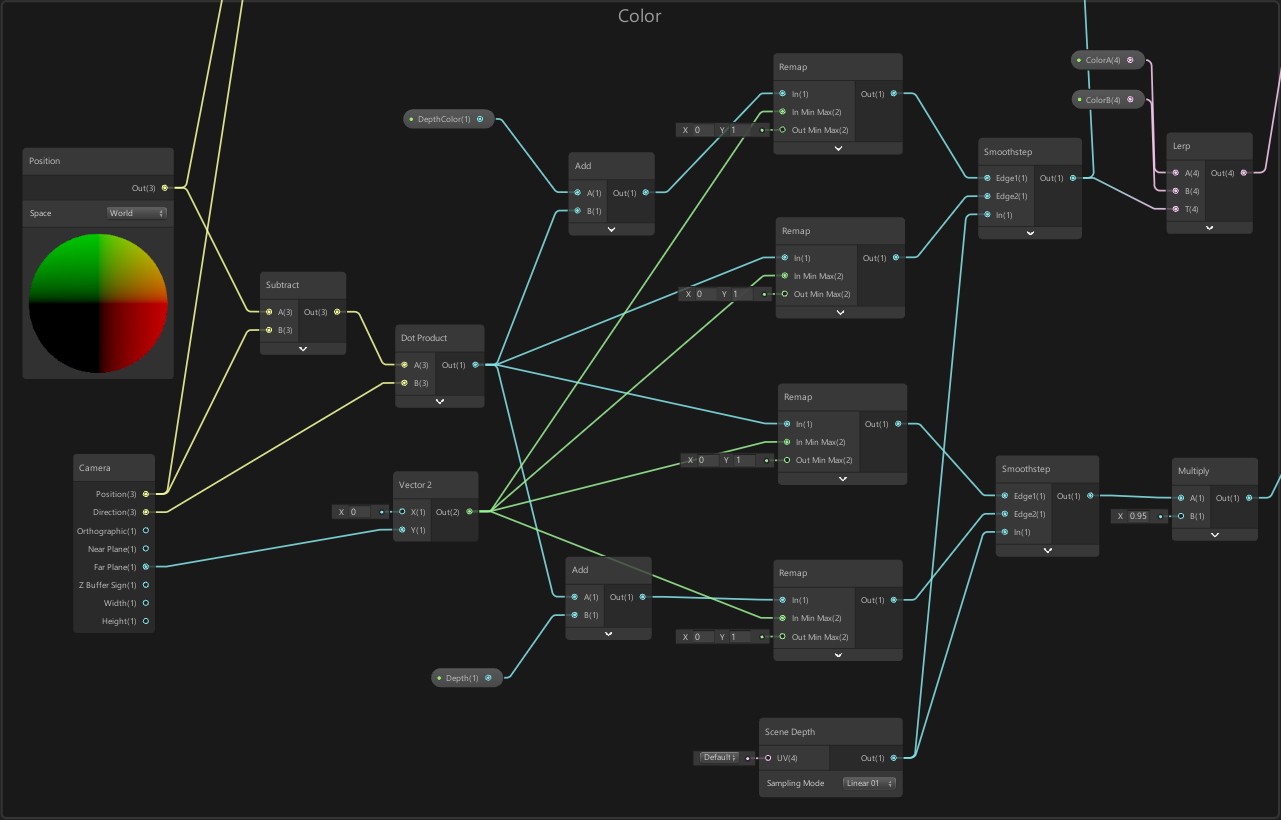 Color
Position
Out(3)
Space
World
Camera
Position(3)
Direction(3)
Orthographic(1)
Near Plane(1)
Far Plane(1)
Z Buffer Sign(1)
Width(1)
Height(1)
Subtract
A(3) Out(3)
B(3)
Dot Product
A(3) Out(1)
B(3)
Vector 2
X 0
X(1) Out(2)
Y(1)
DepthColor(1)
Add
A(1) Out(1)
B(1)
Add
A(1) Out(1)
B(1)
Depth(1)
Remap
In(1) Out(1)
In Min Max(2)
X 0 Y 1
Out Min Max(2)
Remap
In(1) Out(1)
In Min Max(2)
X 0 Y 1
Out Min Max(2)
Remap
In(1) Out(1)
In Min Max(2)
X 0 Y 1
Out Min Max(2)
Remap
In(1) Out(1)
In Min Max(2)
X 0 Y 1
Out Min Max(2)
Scene Depth
Default
UV(4) Out(1)
Sampling Mode Linear 01
Smoothstep
Edge1(1) Out(1)
Edge2(1)
In(1)
Smoothstep
Edge1(1) Out(1)
Edge2(1)
In(1)
ColorA(4)
ColorB(4)
Lerp
A(4) Out(4)
B(4)
T(4)
Multiply
A(1) Out(1)
X 0.95
B(1)